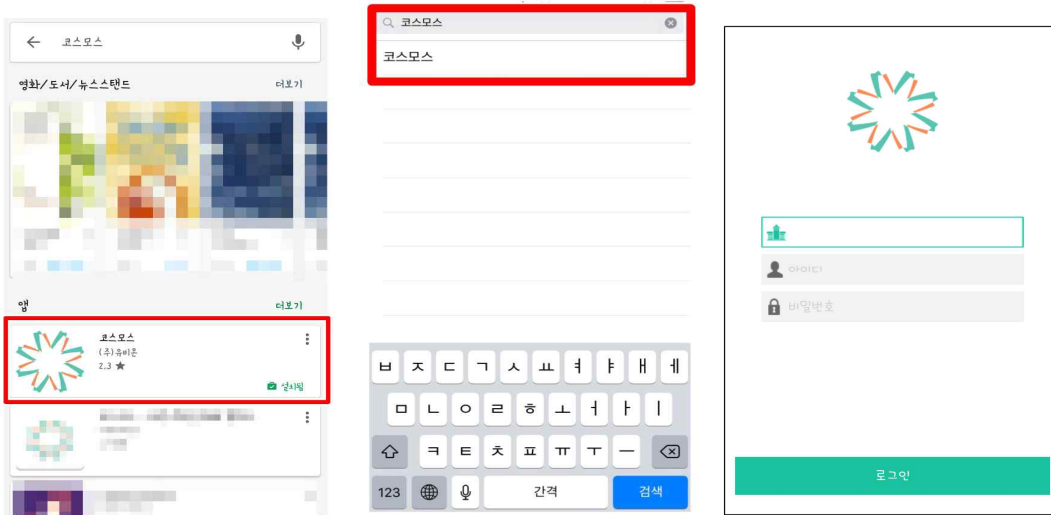 코스모스
영화/도서/뉴스스탠드 더보기
앱 더보기
코스모스
(주)유비온
2.3 ★
설치됨
코스모스
코스모스
ㅂ ㅈ ㄷ ㄱ ㅅ ㅛ ㅕ ㅑ ㅐ ㅔ
ㅁ ㄴ ㅇ ㄹ ㅎ ㅗ ㅓ ㅏ ㅣ
ㅋ ㅌ ㅊ ㅍ ㅠ ㅜ ㅡ
123 간격 검색
아이디
비밀번호
로그인